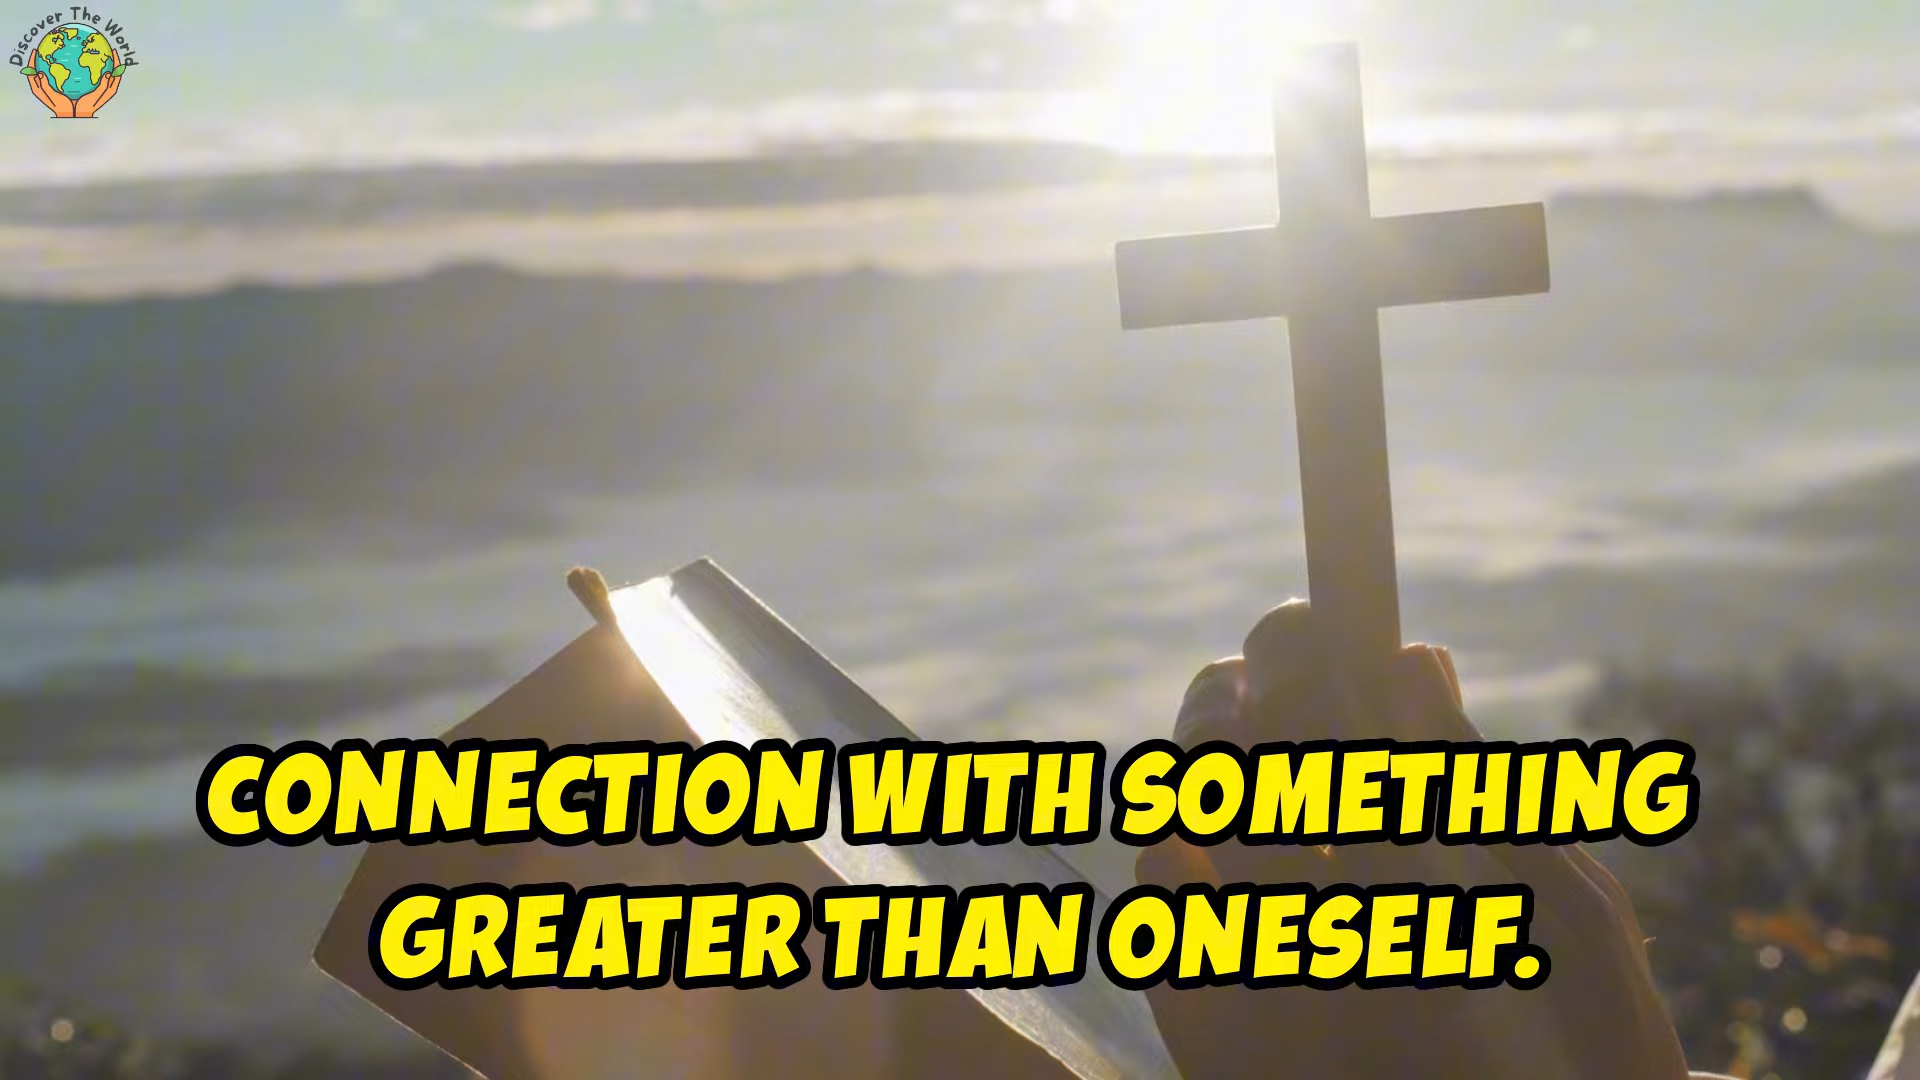 Discover The World
CONNECTION WITH SOMETHING
GREATER THAN ONESELF.